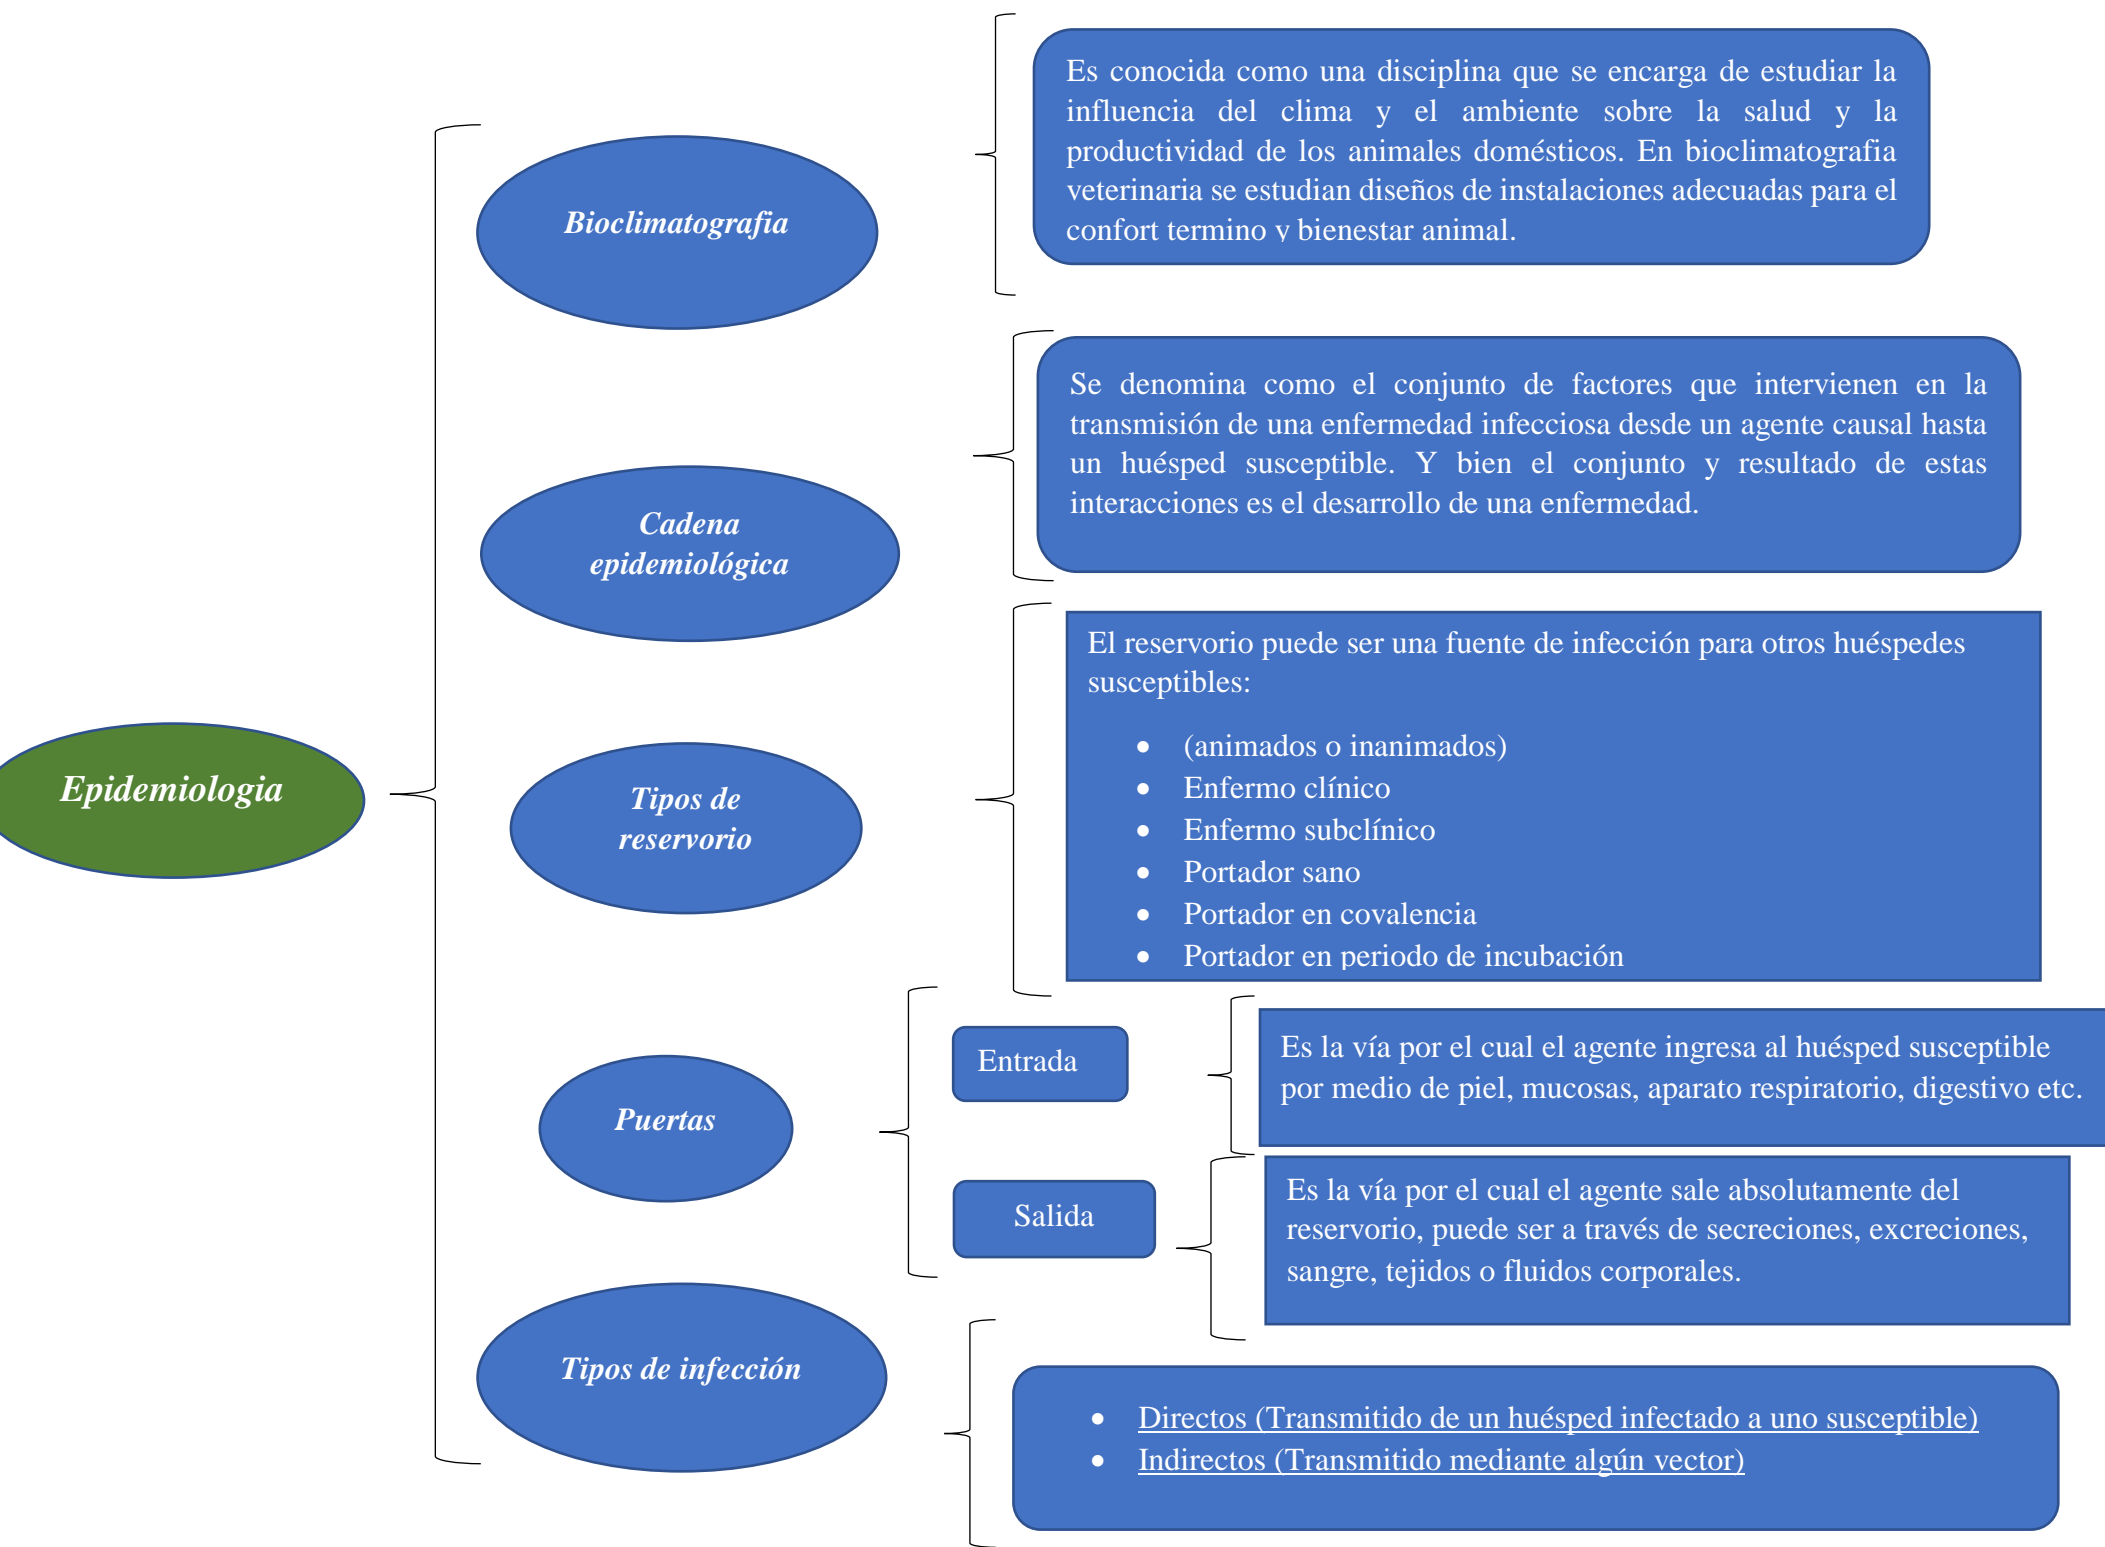 Epidemiologia
Bioclimatografia
Es conocida como una disciplina que se encarga de estudiar la
influencia del clima y el ambiente sobre la salud y la
productividad de los animales domésticos. En bioclimatografia
veterinaria se estudian diseños de instalaciones adecuadas para el
confort termino y bienestar animal.
Cadena
epidemiológica
Se denomina como el conjunto de factores que intervienen en la
transmisión de una enfermedad infecciosa desde un agente causal hasta
un huésped susceptible. Y bien el conjunto y resultado de estas
interacciones es el desarrollo de una enfermedad.
Tipos de
reservorio
El reservorio puede ser una fuente de infección para otros huéspedes
susceptibles:
• (animados o inanimados)
• Enfermo clínico
• Enfermo subclínico
• Portador sano
• Portador en covalencia
• Portador en periodo de incubación
Puertas
Entrada
Es la vía por el cual el agente ingresa al huésped susceptible
por medio de piel, mucosas, aparato respiratorio, digestivo etc.
Salida
Es la vía por el cual el agente sale absolutamente del
reservorio, puede ser a través de secreciones, excreciones,
sangre, tejidos o fluidos corporales.
Tipos de infección
• Directos (Transmitido de un huésped infectado a uno susceptible)
• Indirectos (Transmitido mediante algún vector)